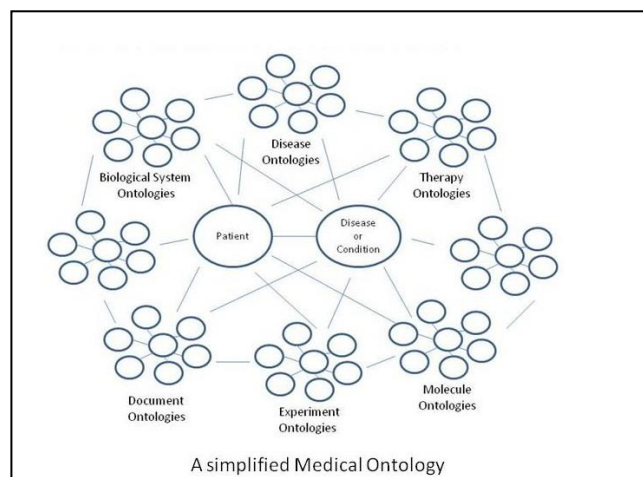 Disease
Ontologies
Biological System
Ontologies
Therapy
Ontologies
Patient
Disease
or
Condition
Document
Ontologies
Experiment
Ontologies
Molecule
Ontologies
A simplified Medical Ontology